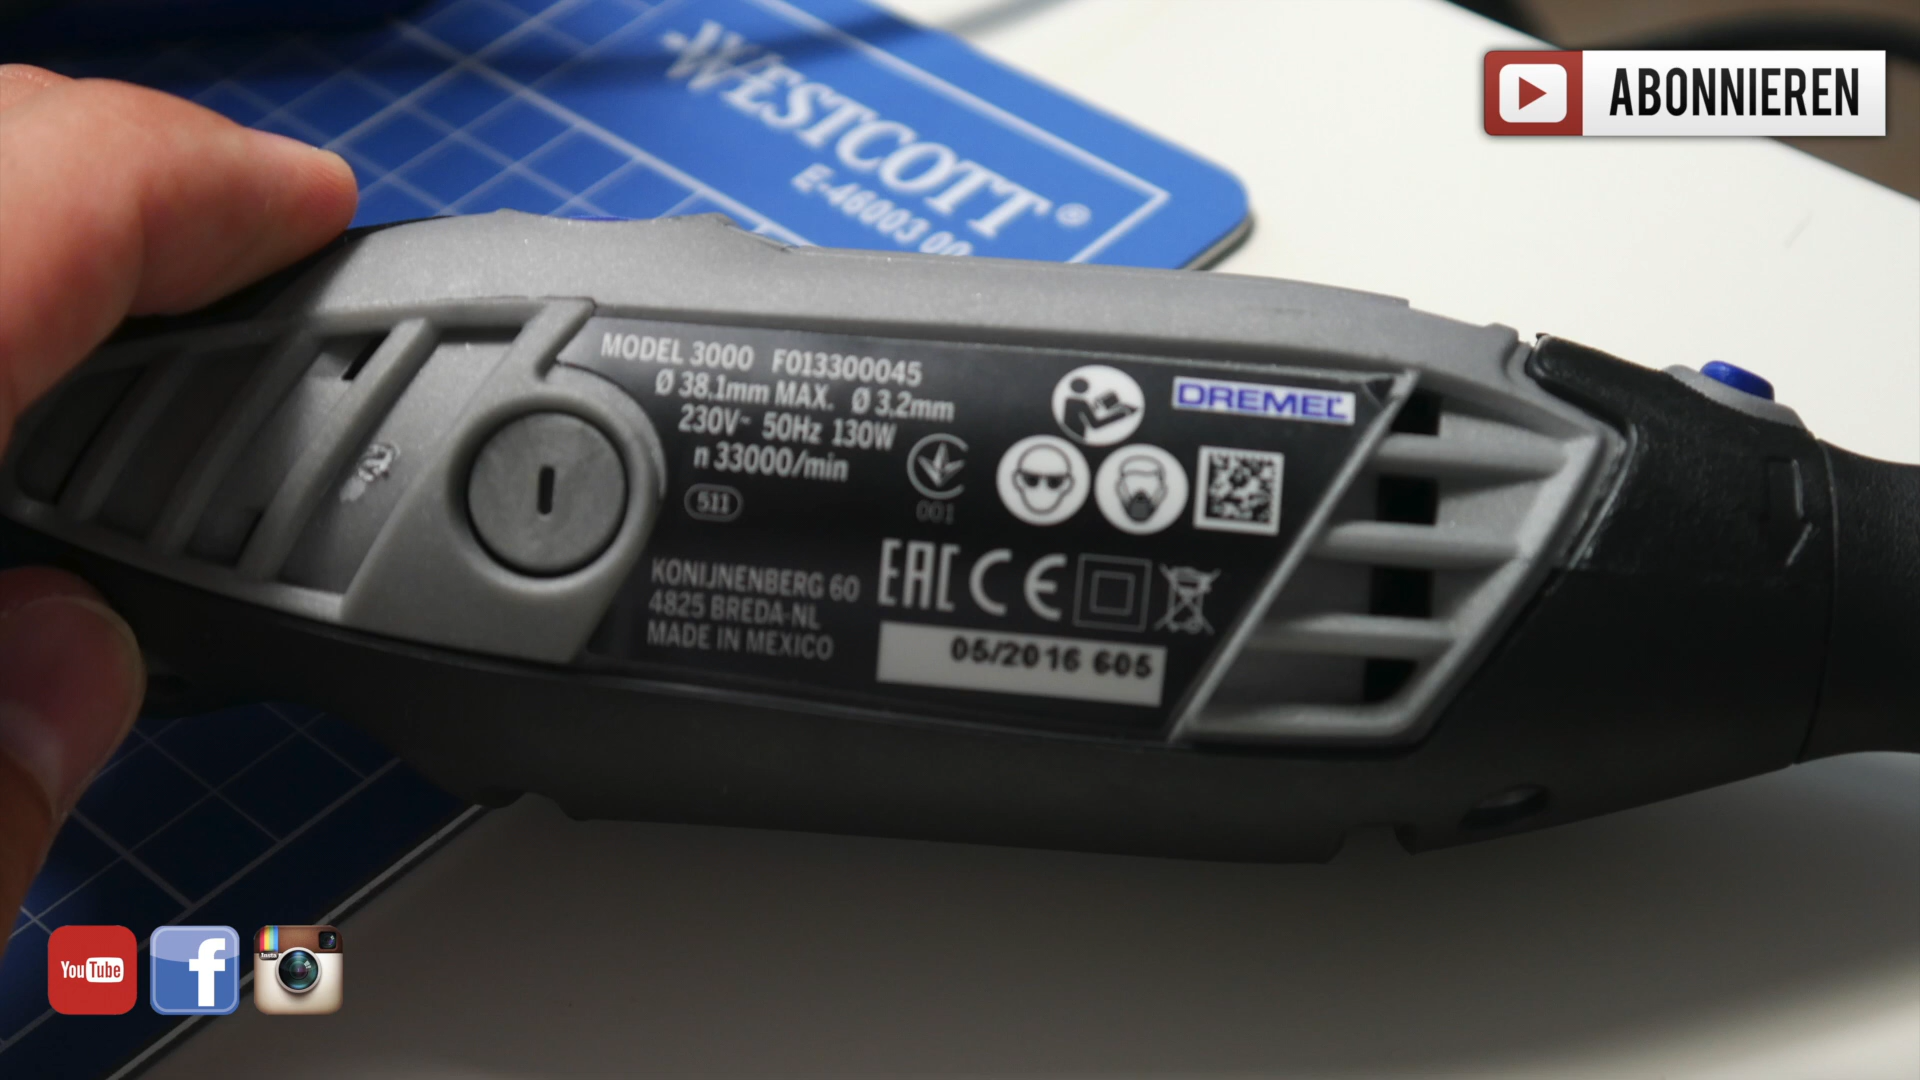 WESTCOTT®
E-46003 00
ABONNIEREN
MODEL 3000 F013300045
Ø 38.1mm MAX. Ø 3,2mm
230V~ 50Hz 130W
n 33000/min
511
001
DREMEL
KONIJNENBERG 60
4825 BREDA-NL
MADE IN MEXICO
EAC CE
05/2016 605
YouTube
f
Insta